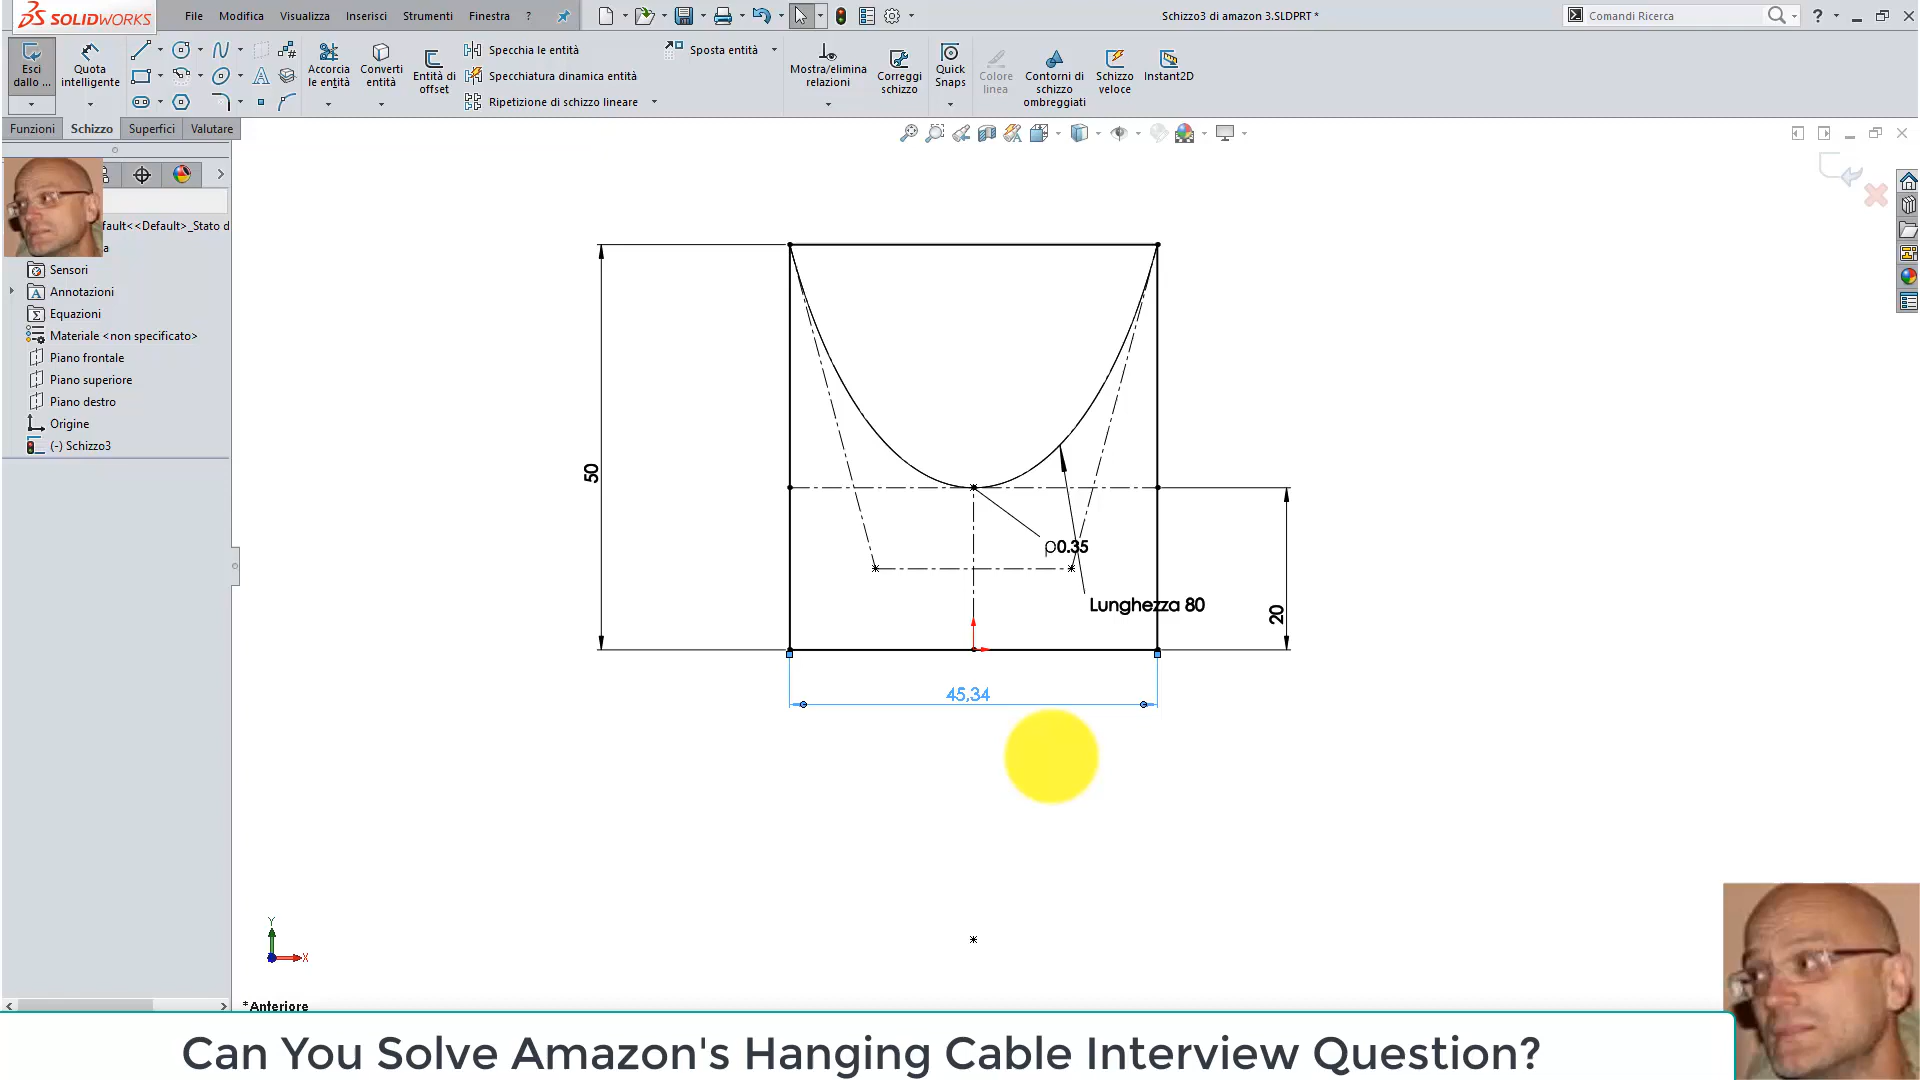 SOLIDWORKS
File Modifica Visualizza Inserisci Strumenti Finestra ?
Schizzo3 di amazon 3.SLDPRT *
Comandi Ricerca
?
Esci
dallo ...
Quota
intelligente
Accorcia
le entità
Converti
entità
Entità di
offset
Specchia le entità
Specchiatura dinamica entità
Ripetizione di schizzo lineare
Sposta entità
Mostra/elimina
relazioni
Correggi
schizzo
Quick
Snaps
Colore
linea
Contorni di
schizzo
ombreggiati
Schizzo
veloce
Instant2D
Funzioni Schizzo Superfici Valutare
fault<<Default>_Stato d
a
Sensori
Annotazioni
Equazioni
Materiale <non specificato>
Piano frontale
Piano superiore
Piano destro
Origine
(-) Schizzo3
50
ρ0.35
Lunghezza 80
20
45,34
Y
X
*Anteriore
Can You Solve Amazon's Hanging Cable Interview Question?